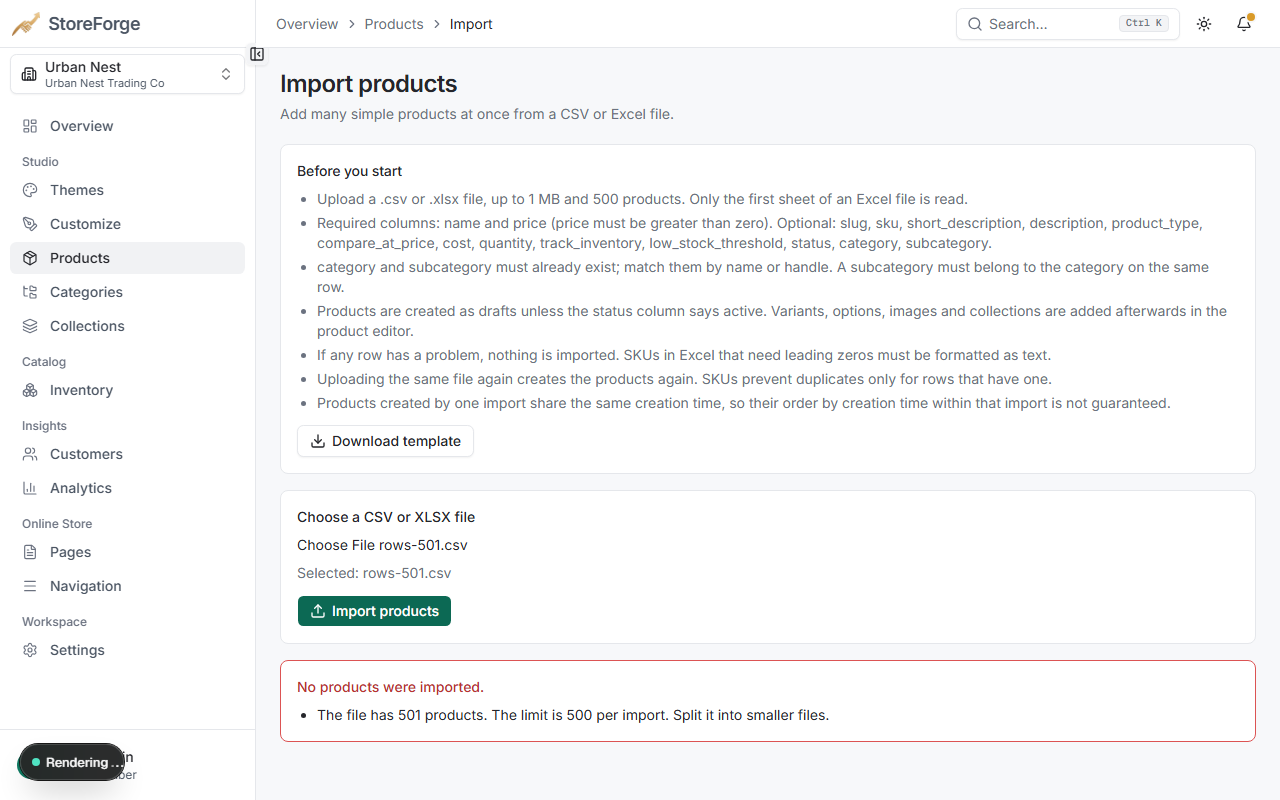 StoreForge
Overview > Products > Import
Search...
Ctrl K
Urban Nest
Urban Nest Trading Co
Overview
Studio
Themes
Customize
Products
Categories
Collections
Catalog
Inventory
Insights
Customers
Analytics
Online Store
Pages
Navigation
Workspace
Settings
Rendering ...
Import products
Add many simple products at once from a CSV or Excel file.
Before you start
• Upload a .csv or .xlsx file, up to 1 MB and 500 products. Only the first sheet of an Excel file is read.
• Required columns: name and price (price must be greater than zero). Optional: slug, sku, short_description, description, product_type,
compare_at_price, cost, quantity, track_inventory, low_stock_threshold, status, category, subcategory.
• category and subcategory must already exist; match them by name or handle. A subcategory must belong to the category on the same
row.
• Products are created as drafts unless the status column says active. Variants, options, images and collections are added afterwards in the
product editor.
• If any row has a problem, nothing is imported. SKUs in Excel that need leading zeros must be formatted as text.
• Uploading the same file again creates the products again. SKUs prevent duplicates only for rows that have one.
• Products created by one import share the same creation time, so their order by creation time within that import is not guaranteed.
Download template
Choose a CSV or XLSX file
Choose File rows-501.csv
Selected: rows-501.csv
Import products
No products were imported.
• The file has 501 products. The limit is 500 per import. Split it into smaller files.